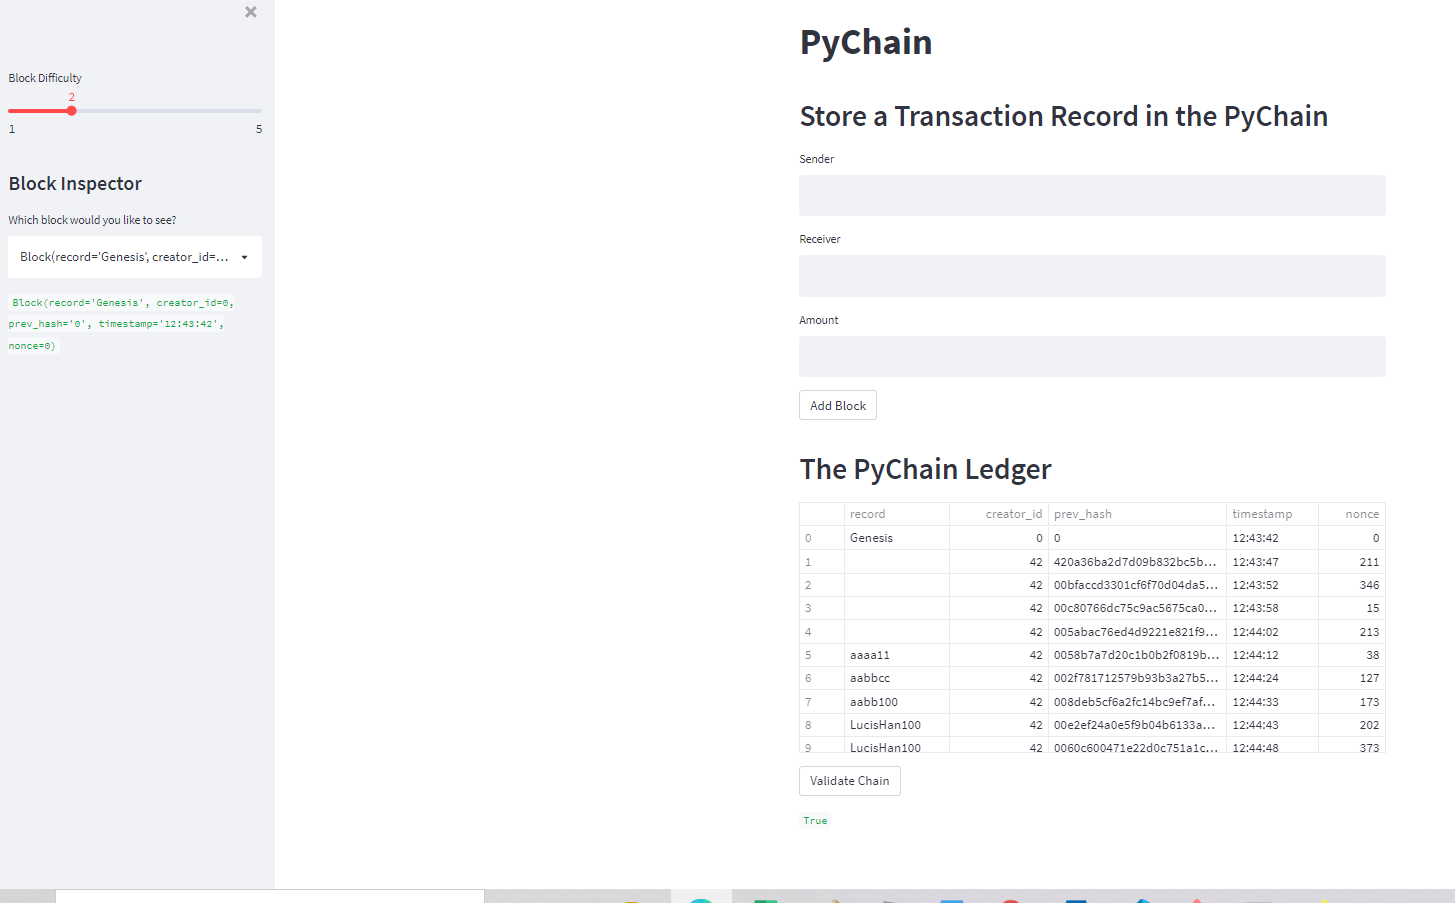 ×
Block Difficulty
2
1 5
Block Inspector
Which block would you like to see?
Block(record='Genesis', creator_id=...
Block(record='Genesis', creator_id=0,
prev_hash='0', timestamp='12:43:42',
nonce=0)
PyChain
Store a Transaction Record in the PyChain
Sender
Receiver
Amount
Add Block
The PyChain Ledger
record creator_id prev_hash timestamp nonce
0 Genesis 0 0 12:43:42 0
1 42 420a36ba2d7d09b832bc5b... 12:43:47 211
2 42 00bfaccd3301cf6f70d04da5... 12:43:52 346
3 42 00c80766dc75c9ac5675ca0... 12:43:58 15
4 42 005abac76ed4d9221e821f9... 12:44:02 213
5 aaaa11 42 0058b7a7d20c1b0b2f0819b... 12:44:12 38
6 aabbcc 42 002f781712579b93b3a27b5... 12:44:24 127
7 aabb100 42 008deb5cf6a2fc14bc9ef7af... 12:44:33 173
8 LucisHan100 42 00e2ef24a0e5f9b04b6133a... 12:44:43 202
9 LucisHan100 42 0060c600471e22d0c751a1c... 12:44:48 373
Validate Chain
True